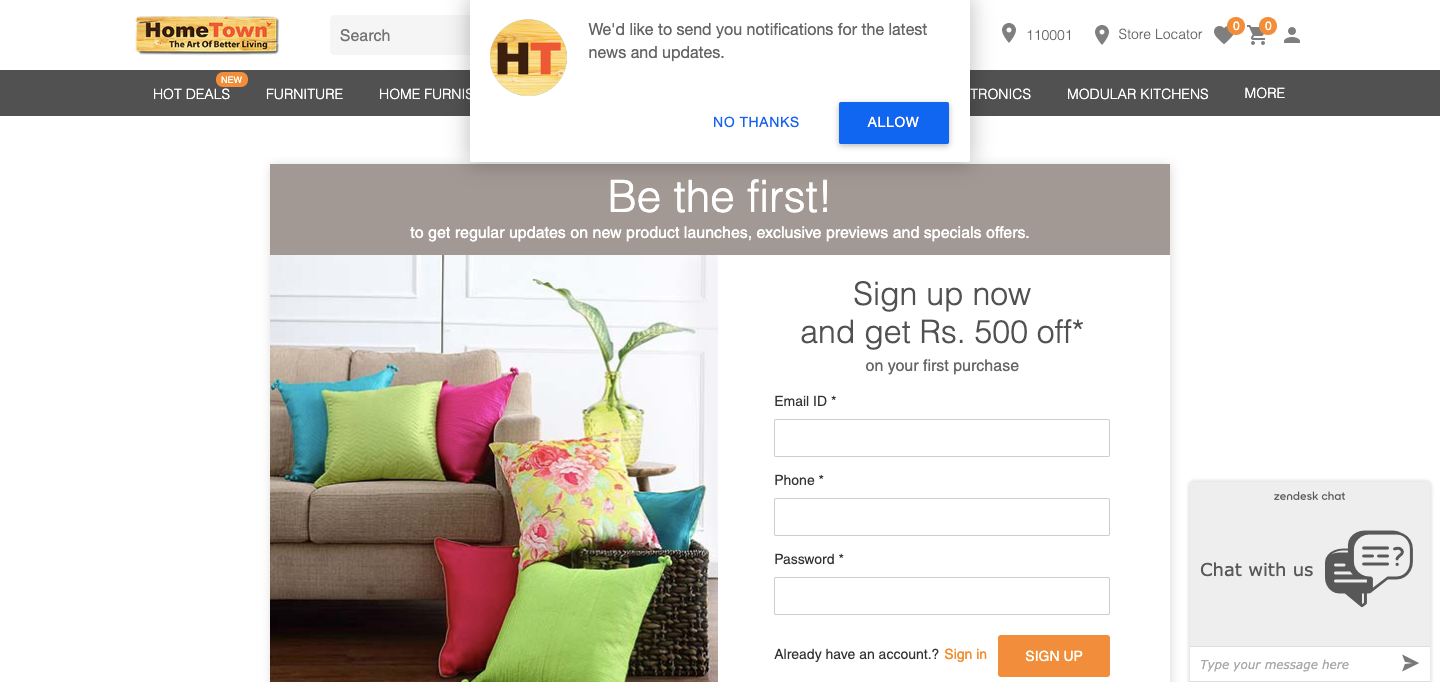 HomeTown
The Art Of Better Living
Search
HT
We'd like to send you notifications for the latest
news and updates.
NO THANKS
ALLOW
110001
Store Locator
0
0
NEW
HOT DEALS
FURNITURE
HOME FURNIS
TRONICS
MODULAR KITCHENS
MORE
Be the first!
to get regular updates on new product launches, exclusive previews and specials offers.
Sign up now
and get Rs. 500 off*
on your first purchase
Email ID *
Phone *
Password *
Already have an account.? Sign in
SIGN UP
zendesk chat
Chat with us
?
Type your message here